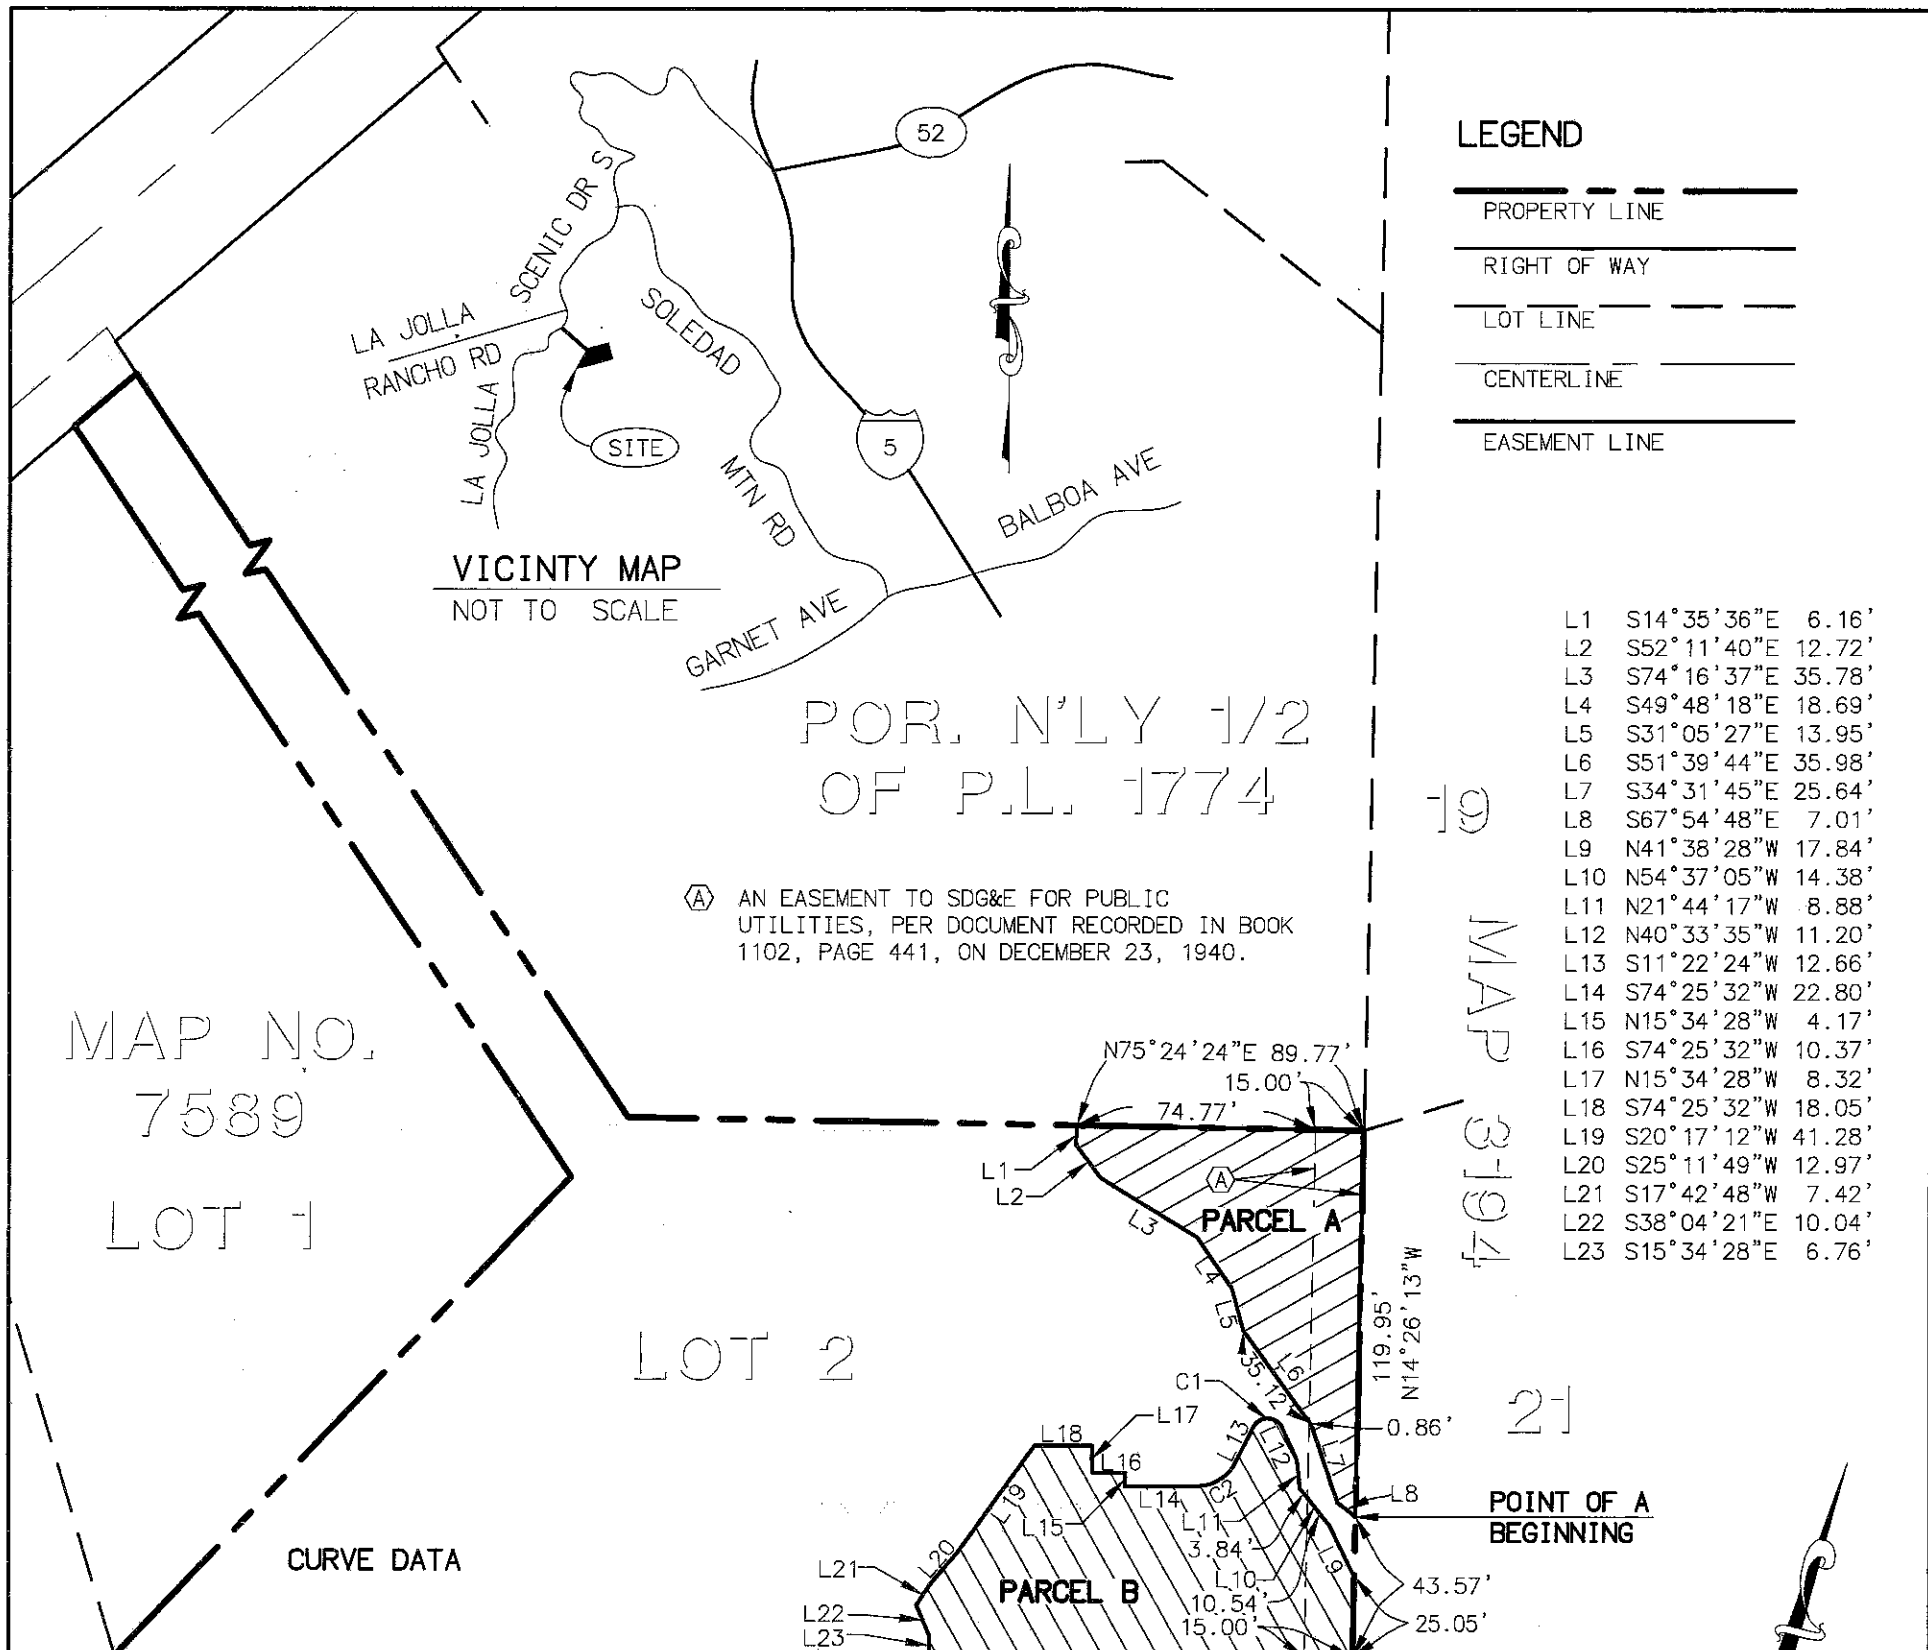 52
LEGEND
PROPERTY LINE
RIGHT OF WAY
LOT LINE
CENTERLINE
EASEMENT LINE
SCENIC DR S
LA JOLLA
RANCHO RD
LA JOLLA
SOLEDAD
MTN RD
SITE
5
BALBOA AVE
GARNET AVE
VICINTY MAP
NOT TO SCALE
POR. N'LY 1/2
OF P.L. 1774
19
L1 S14°35'36"E 6.16'
L2 S52°11'40"E 12.72'
L3 S74°16'37"E 35.78'
L4 S49°48'18"E 18.69'
L5 S31°05'27"E 13.95'
L6 S51°39'44"E 35.98'
L7 S34°31'45"E 25.64'
L8 S67°54'48"E 7.01'
L9 N41°38'28"W 17.84'
L10 N54°37'05"W 14.38'
L11 N21°44'17"W 8.88'
L12 N40°33'35"W 11.20'
L13 S11°22'24"W 12.66'
L14 S74°25'32"W 22.80'
L15 N15°34'28"W 4.17'
L16 S74°25'32"W 10.37'
L17 N15°34'28"W 8.32'
L18 S74°25'32"W 18.05'
L19 S20°17'12"W 41.28'
L20 S25°11'49"W 12.97'
L21 S17°42'48"W 7.42'
L22 S38°04'21"E 10.04'
L23 S15°34'28"E 6.76'
A AN EASEMENT TO SDG&E FOR PUBLIC
UTILITIES, PER DOCUMENT RECORDED IN BOOK
1102, PAGE 441, ON DECEMBER 23, 1940.
MAP 3194
MAP NO.
7589
LOT 1
LOT 2
N75°24'24"E 89.77'
15.00'
74.77'
L1
L2
A
L3
PARCEL A
L4
L5
L6
35.12'
119.95'
N14°26'13"W
21
C1
L17
0.86'
L18
L16
L13
L12
L7
L19
L14
C2
L8
L15
L11
3.84'
POINT OF A
BEGINNING
CURVE DATA
L21
L20
L10
L9
PARCEL B
10.54'
43.57'
L22
15.00'
25.05'
L23